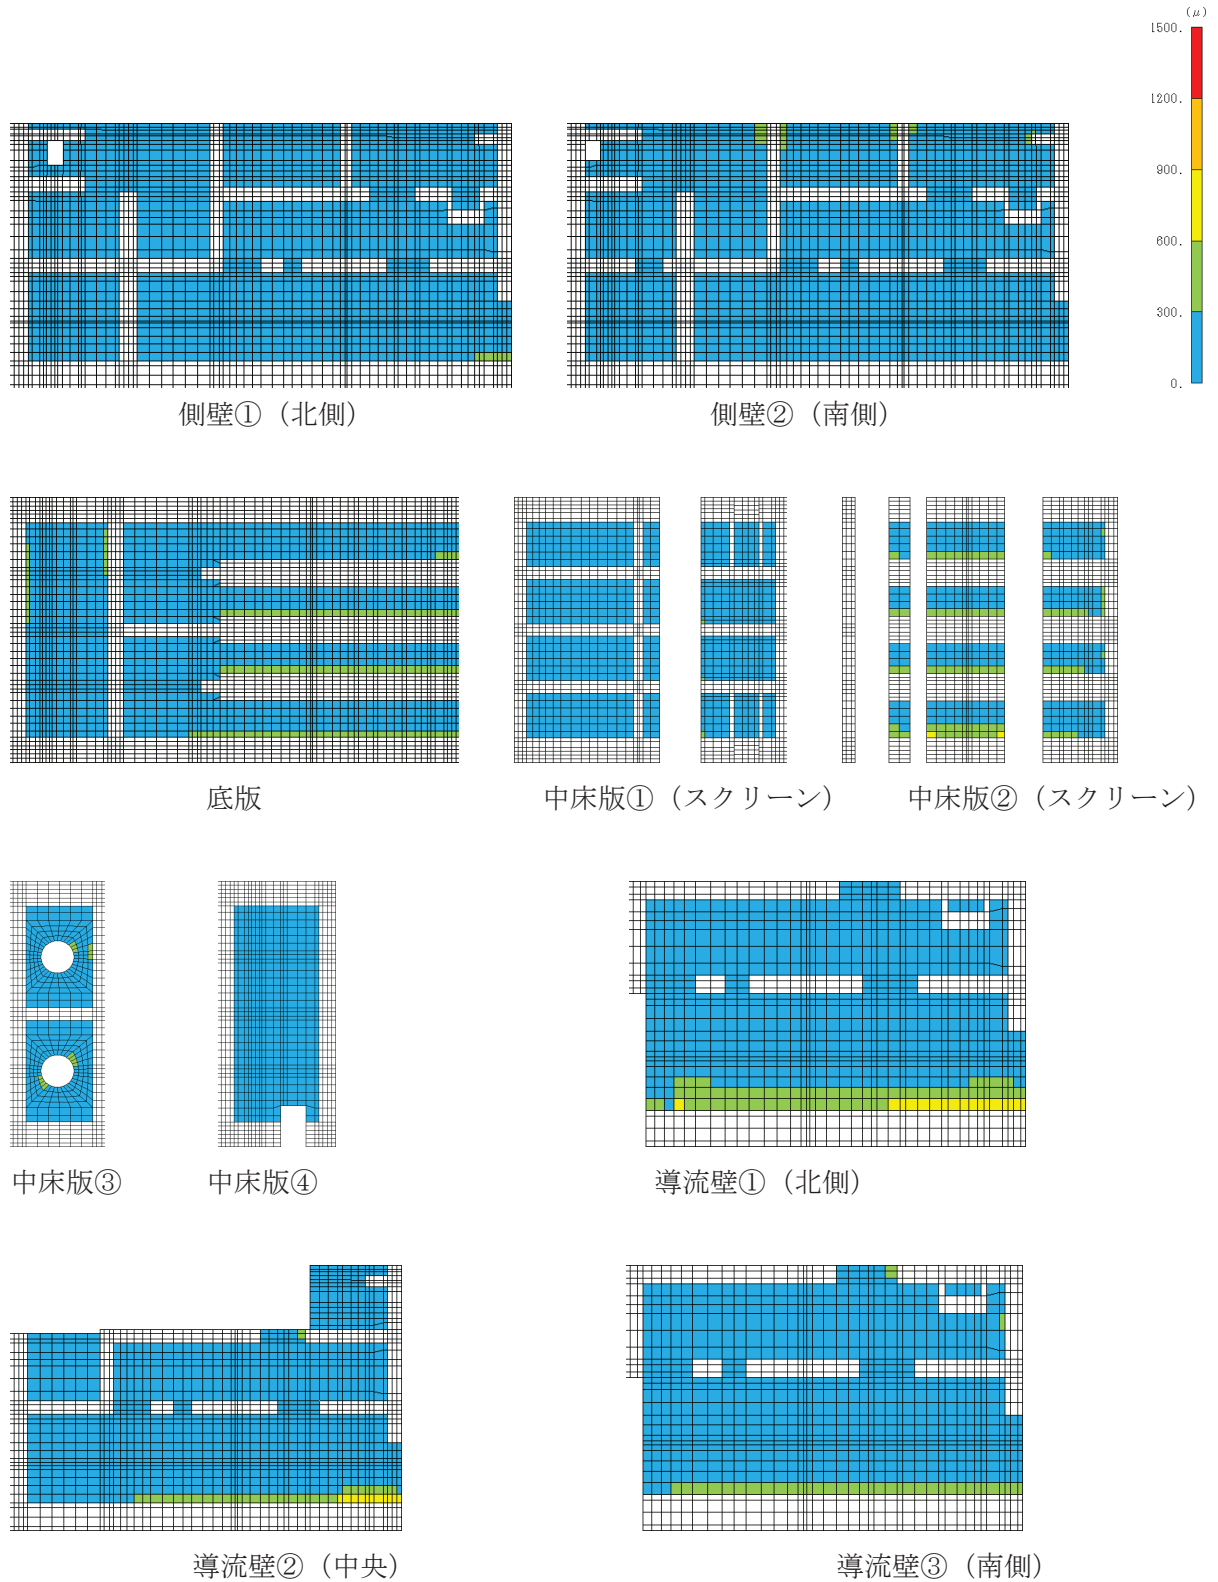 (μ)
1500.
1200.
900.
600.
300.
0.
側壁①（北側）
側壁②（南側）
底版
中床版①（スクリーン）
中床版②（スクリーン）
中床版③
中床版④
導流壁①（北側）
導流壁②（中央）
導流壁③（南側）